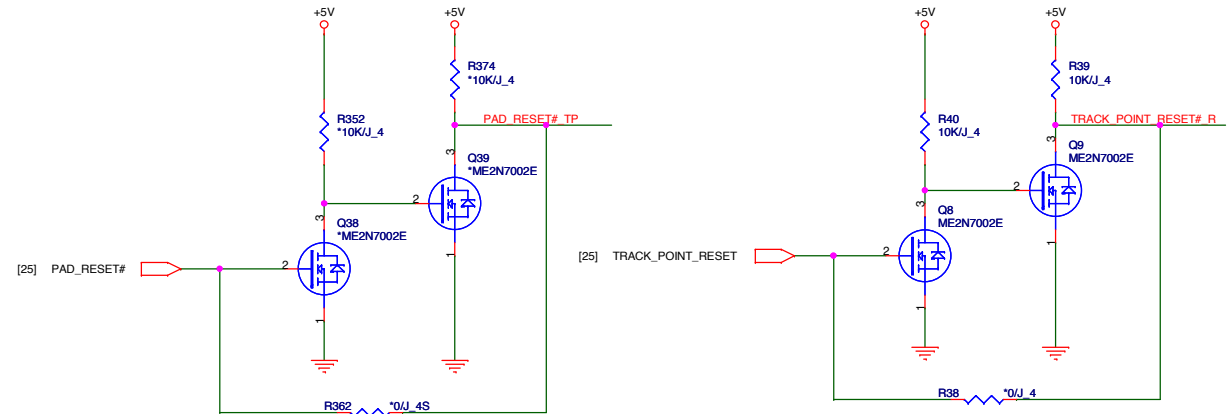 +5V
+5V
R374
*10K/J_4
R352
*10K/J_4
PAD_RESET#_TP
3
Q39
*ME2N7002E
2
3
Q38
*ME2N7002E
1
[25] PAD_RESET#
2
1
R362
*0/J_4S
+5V
+5V
R39
10K/J_4
R40
10K/J_4
TRACK_POINT_RESET#_R
3
Q9
ME2N7002E
2
3
Q8
ME2N7002E
1
[25] TRACK_POINT_RESET
2
1
R38
*0/J_4